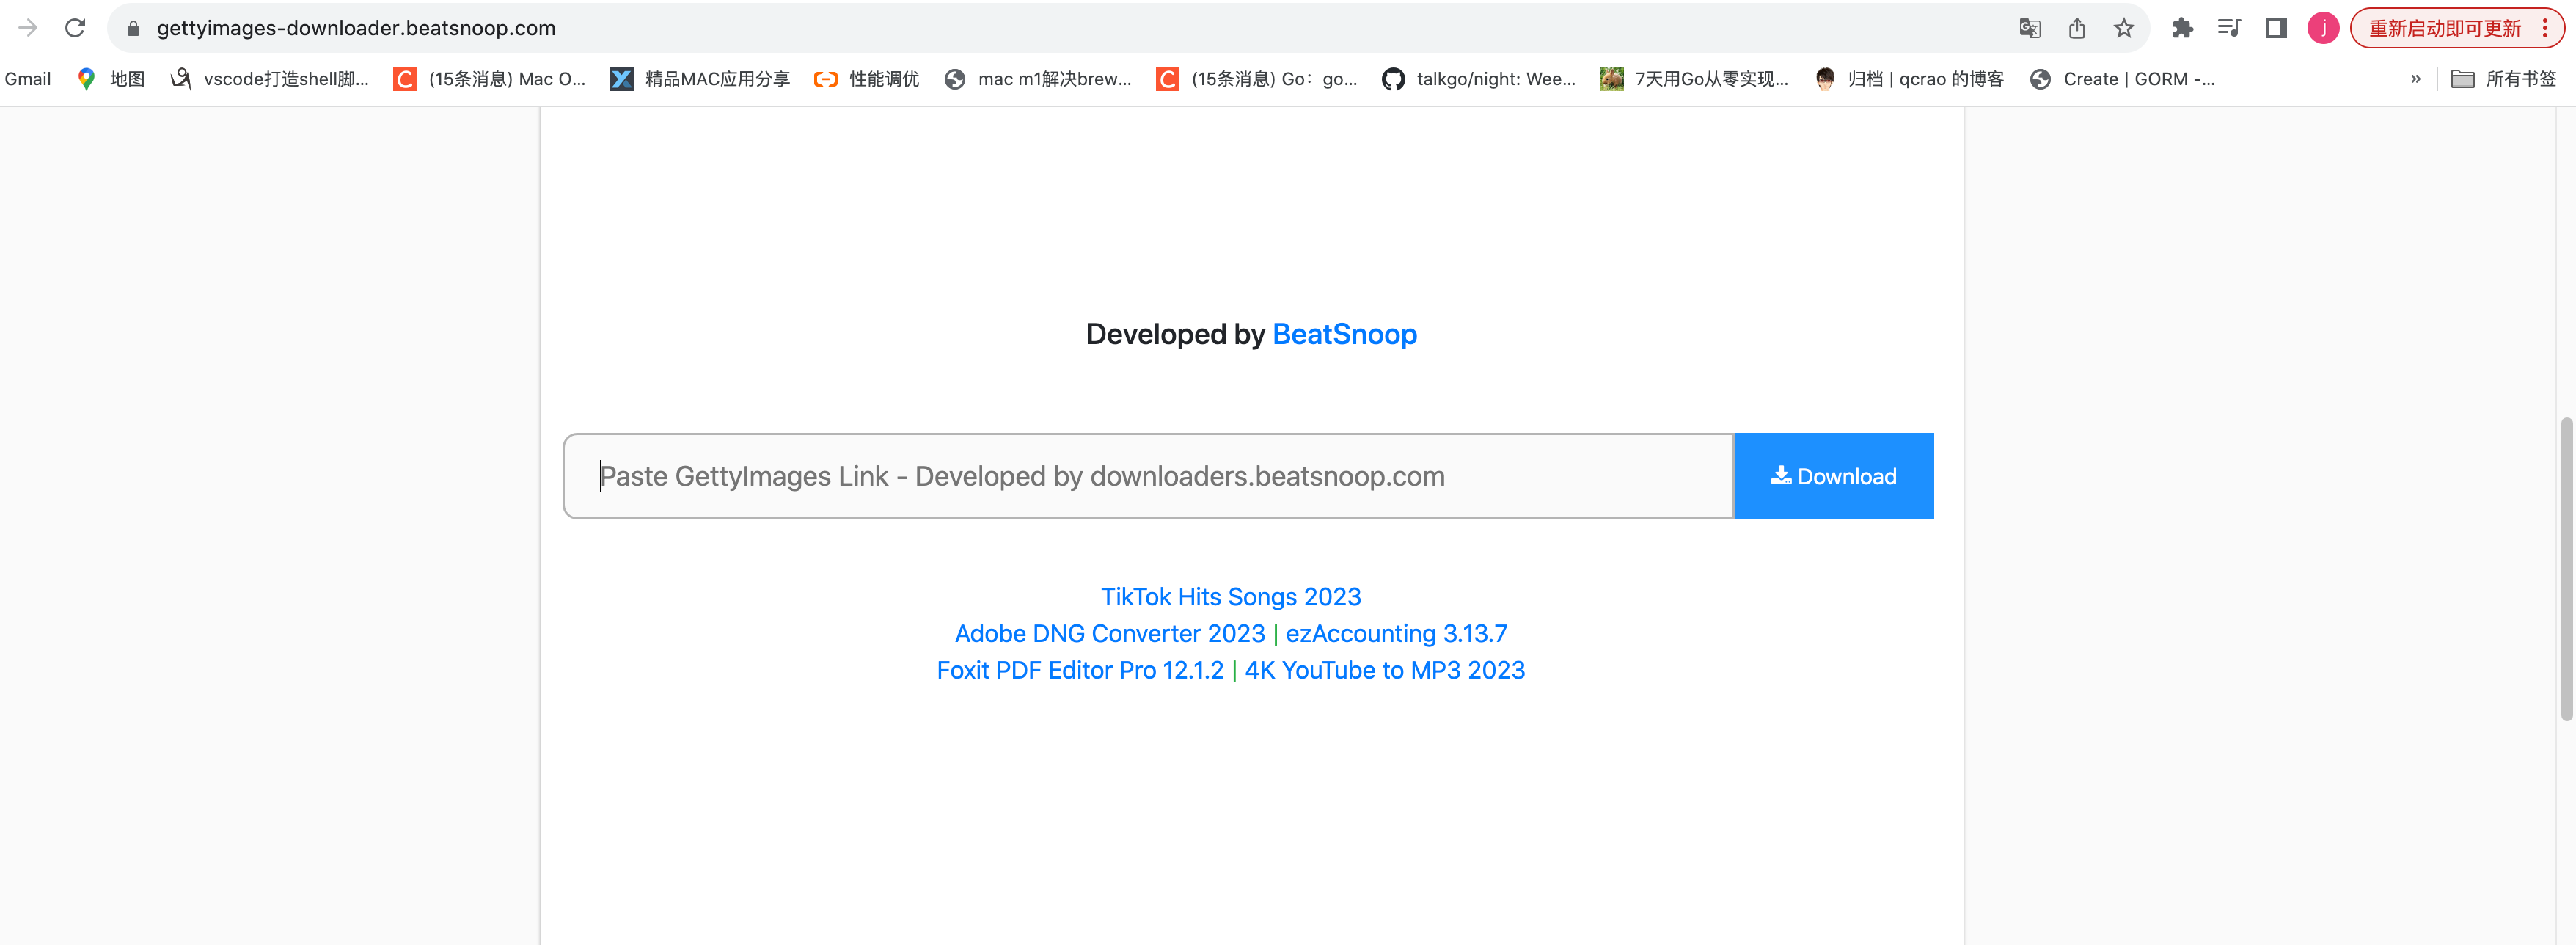 gettyimages-downloader.beatsnoop.com
j
重新启动即可更新
Gmail
地图
vscode打造shell脚...
(15条消息) Mac O...
精品MAC应用分享
性能调优
mac m1解决brew...
(15条消息) Go：go...
talkgo/night: Wee...
7天用Go从零实现...
归档 | qcrao 的博客
Create | GORM -...
»
所有书签
Developed by BeatSnoop
Paste GettyImages Link - Developed by downloaders.beatsnoop.com
Download
TikTok Hits Songs 2023
Adobe DNG Converter 2023 | ezAccounting 3.13.7
Foxit PDF Editor Pro 12.1.2 | 4K YouTube to MP3 2023